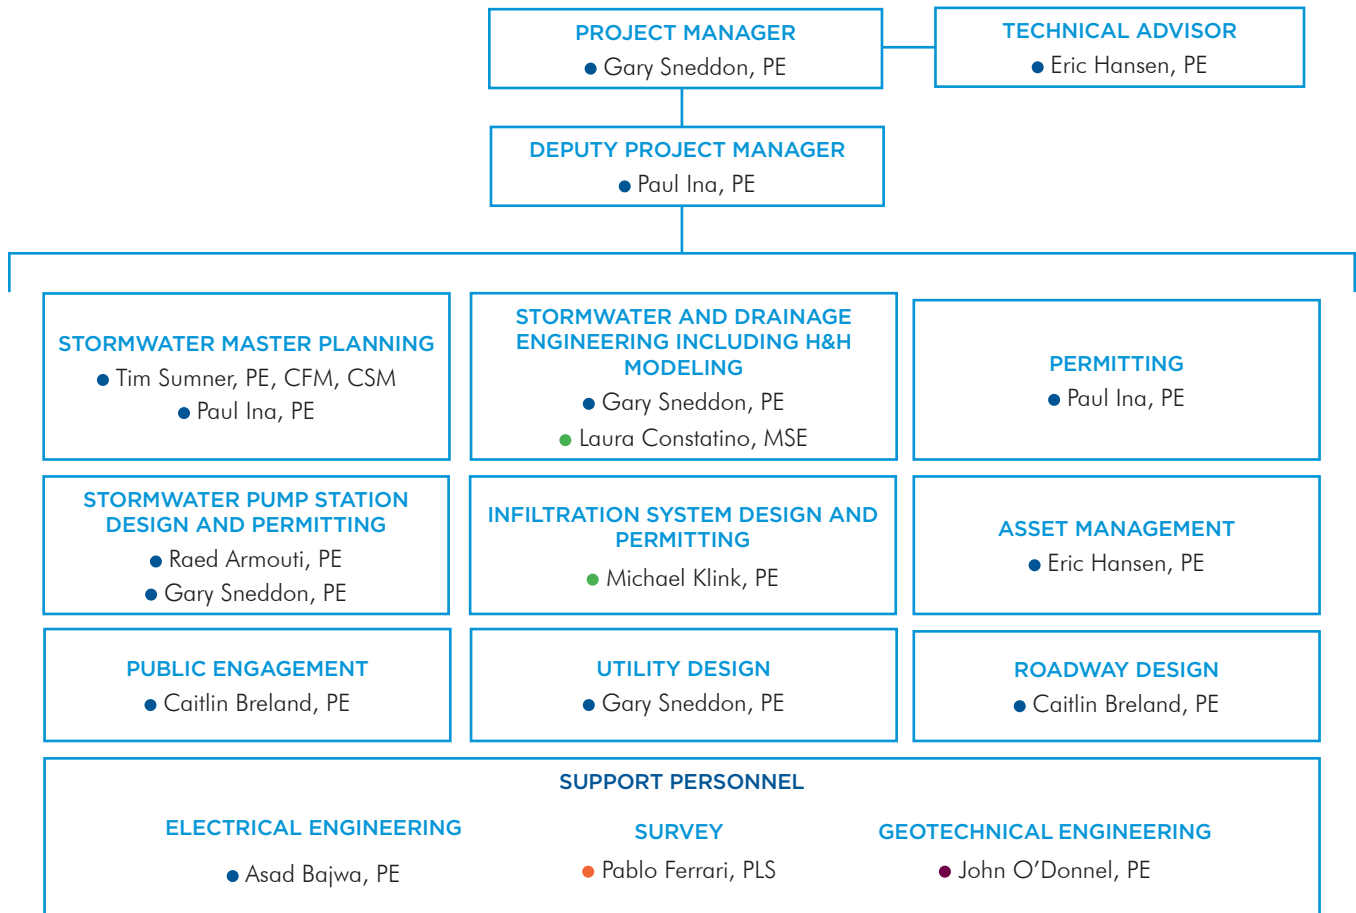 PROJECT MANAGER
Gary Sneddon, PE
TECHNICAL ADVISOR
Eric Hansen, PE
DEPUTY PROJECT MANAGER
Paul Ina, PE
STORMWATER MASTER PLANNING
Tim Sumner, PE, CFM, CSM
Paul Ina, PE
STORMWATER AND DRAINAGE
ENGINEERING INCLUDING H&H
MODELING
Gary Sneddon, PE
Laura Constatino, MSE
PERMITTING
Paul Ina, PE
STORMWATER PUMP STATION
DESIGN AND PERMITTING
Raed Armouti, PE
Gary Sneddon, PE
INFILTRATION SYSTEM DESIGN AND
PERMITTING
Michael Klink, PE
ASSET MANAGEMENT
Eric Hansen, PE
PUBLIC ENGAGEMENT
Caitlin Breland, PE
UTILITY DESIGN
Gary Sneddon, PE
ROADWAY DESIGN
Caitlin Breland, PE
SUPPORT PERSONNEL
ELECTRICAL ENGINEERING
Asad Bajwa, PE
SURVEY
Pablo Ferrari, PLS
GEOTECHNICAL ENGINEERING
John O'Donnel, PE